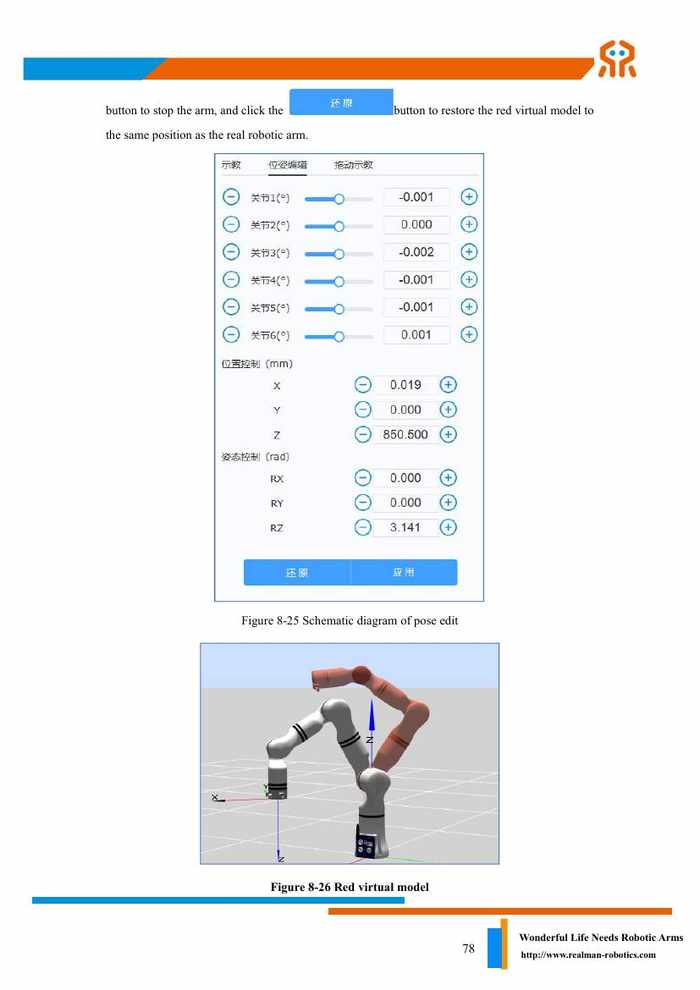 button to stop the arm, and click the 还原 button to restore the red virtual model to
the same position as the real robotic arm.
示教 位姿编辑 拖动示教
关节1(°) -0.001
关节2(°) 0.000
关节3(°) -0.002
关节4(°) -0.001
关节5(°) -0.001
关节6(°) 0.001
位置控制 (mm)
X 0.019
Y 0.000
Z 850.500
姿态控制 (rad)
RX 0.000
RY 0.000
RZ 3.141
还原 应用
Figure 8-25 Schematic diagram of pose edit
Z
X
Y
Z
Figure 8-26 Red virtual model
78
Wonderful Life Needs Robotic Arms
http://www.realman-robotics.com